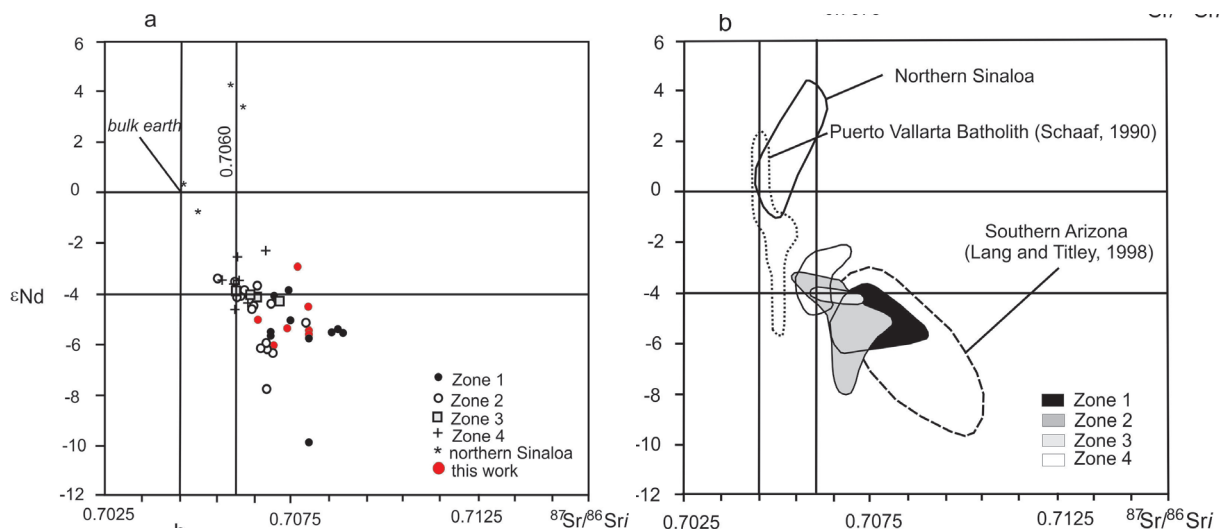 a
6
4
2
0
-2
-4
-6
-8
-10
-12
εNd
bulk earth
0.7060
Zone 1
Zone 2
Zone 3
Zone 4
northern Sinaloa
this work
0.7025
0.7075
0.7125
87Sr/86Sri
b
6
4
2
0
-2
-4
-6
-8
-10
-12
Northern Sinaloa
Puerto Vallarta Batholith (Schaaf, 1990)
Southern Arizona
(Lang and Titley, 1998)
Zone 1
Zone 2
Zone 3
Zone 4
0.7025
0.7075
0.7125
87Sr/86Sri